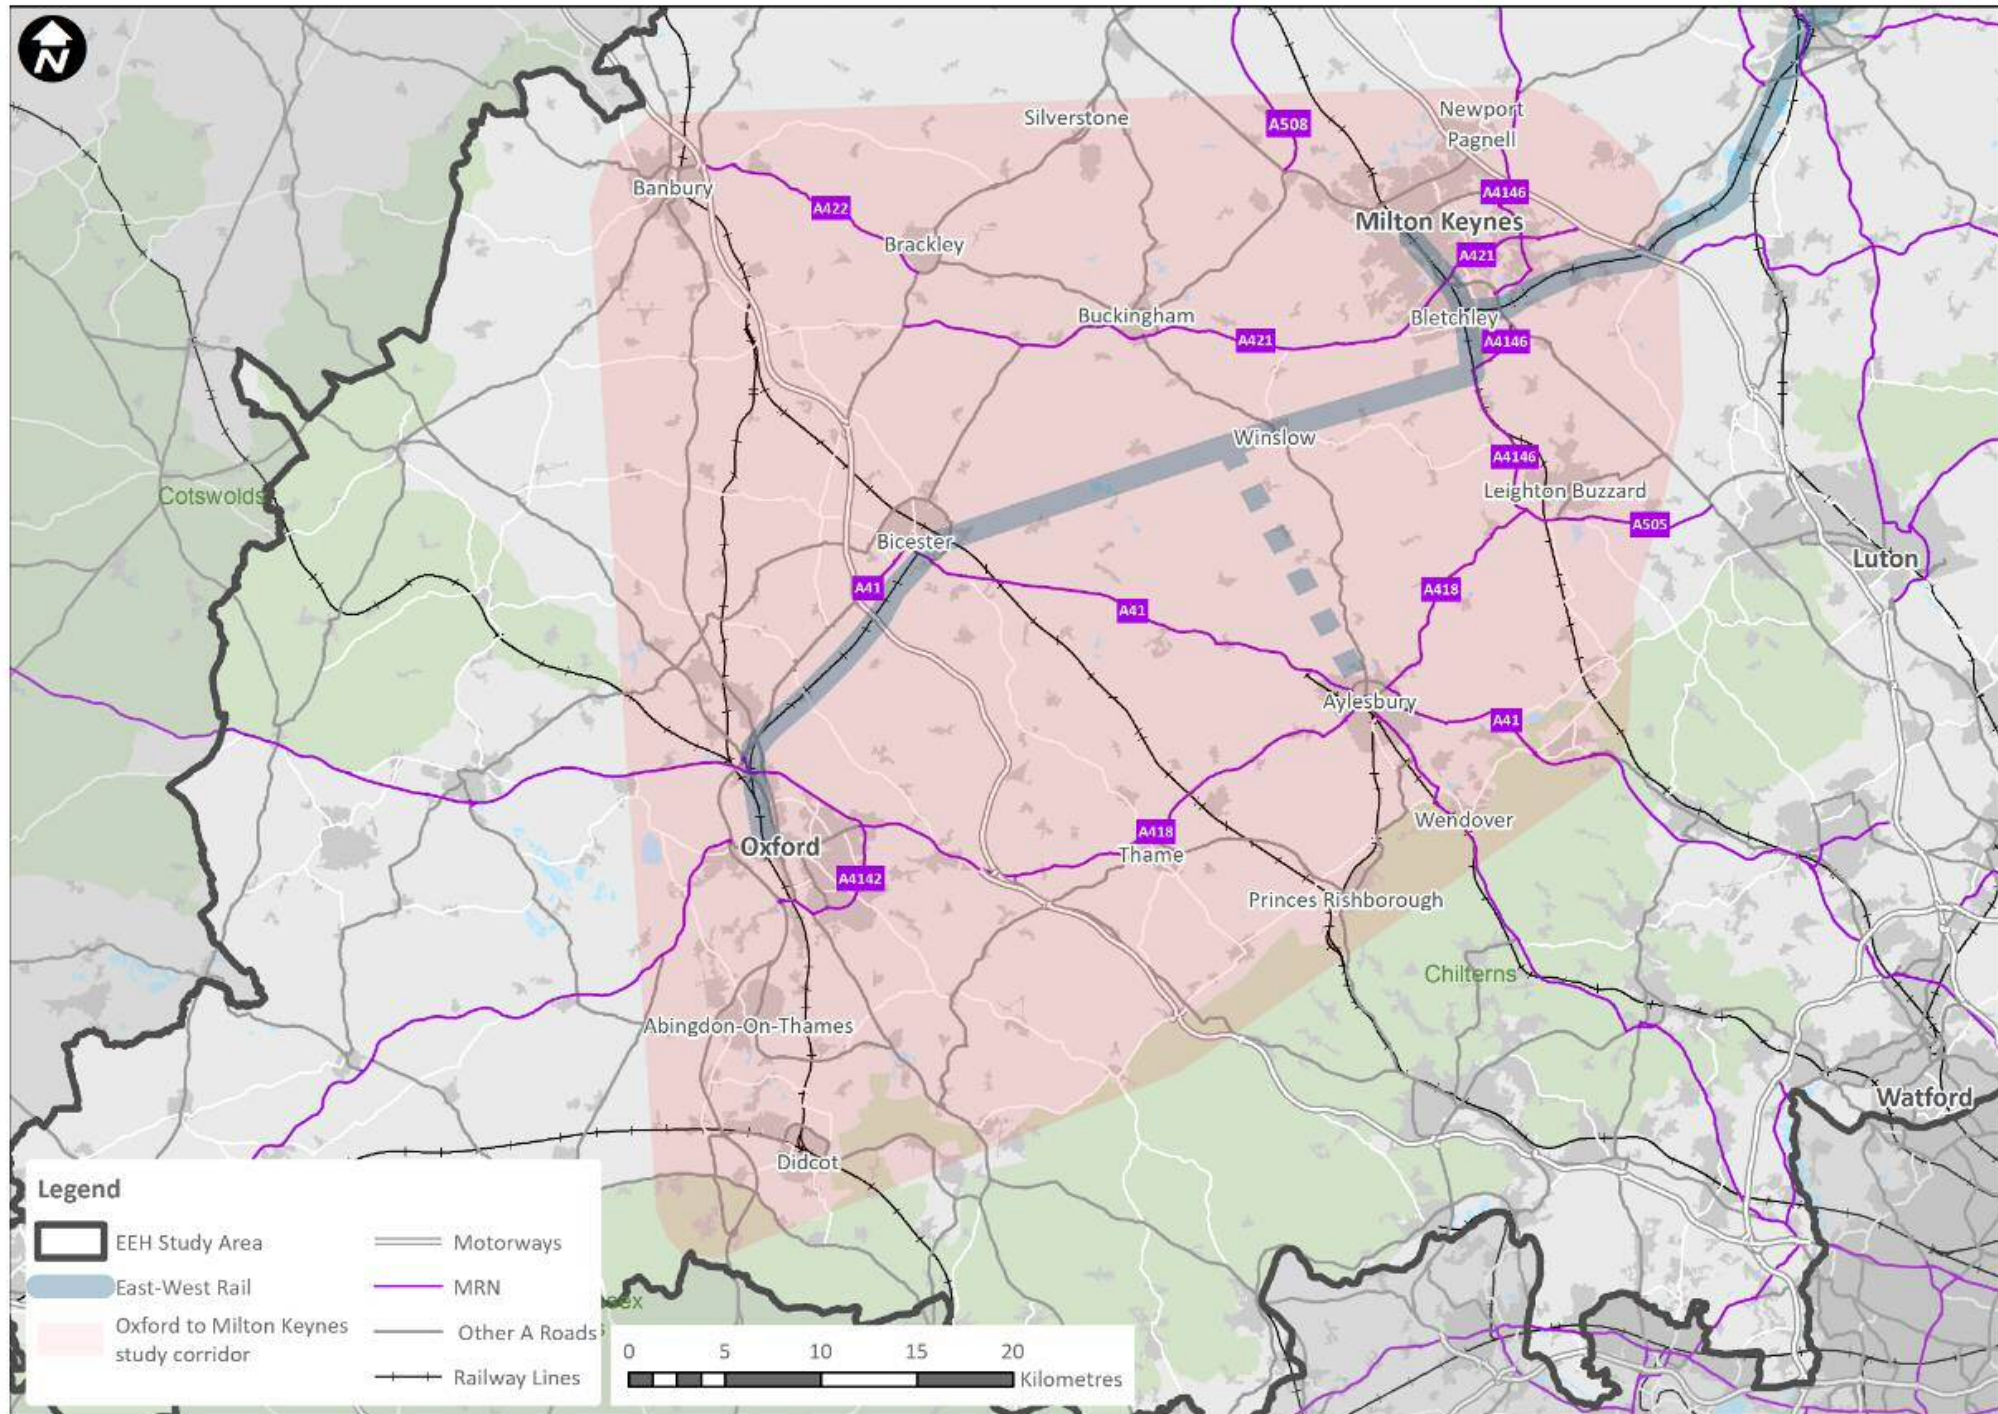 N
Silverstone
Newport
Pagnell
A508
Banbury
A4146
A422
Milton Keynes
Brackley
A421
Buckingham
Bletchley
A421
A4146
Winslow
A4146
Cotswolds
Leighton Buzzard
A505
Bicester
Luton
A41
A418
A41
Aylesbury
A41
Wendover
A418
Oxford
Thame
A4142
Princes Rishborough
Chilterns
Abingdon-On-Thames
Watford
Didcot
Legend
EEH Study Area
East-West Rail
Oxford to Milton Keynes
study corridor
Motorways
MRN
Other A Roads
Railway Lines
0 5 10 15 20
Kilometres